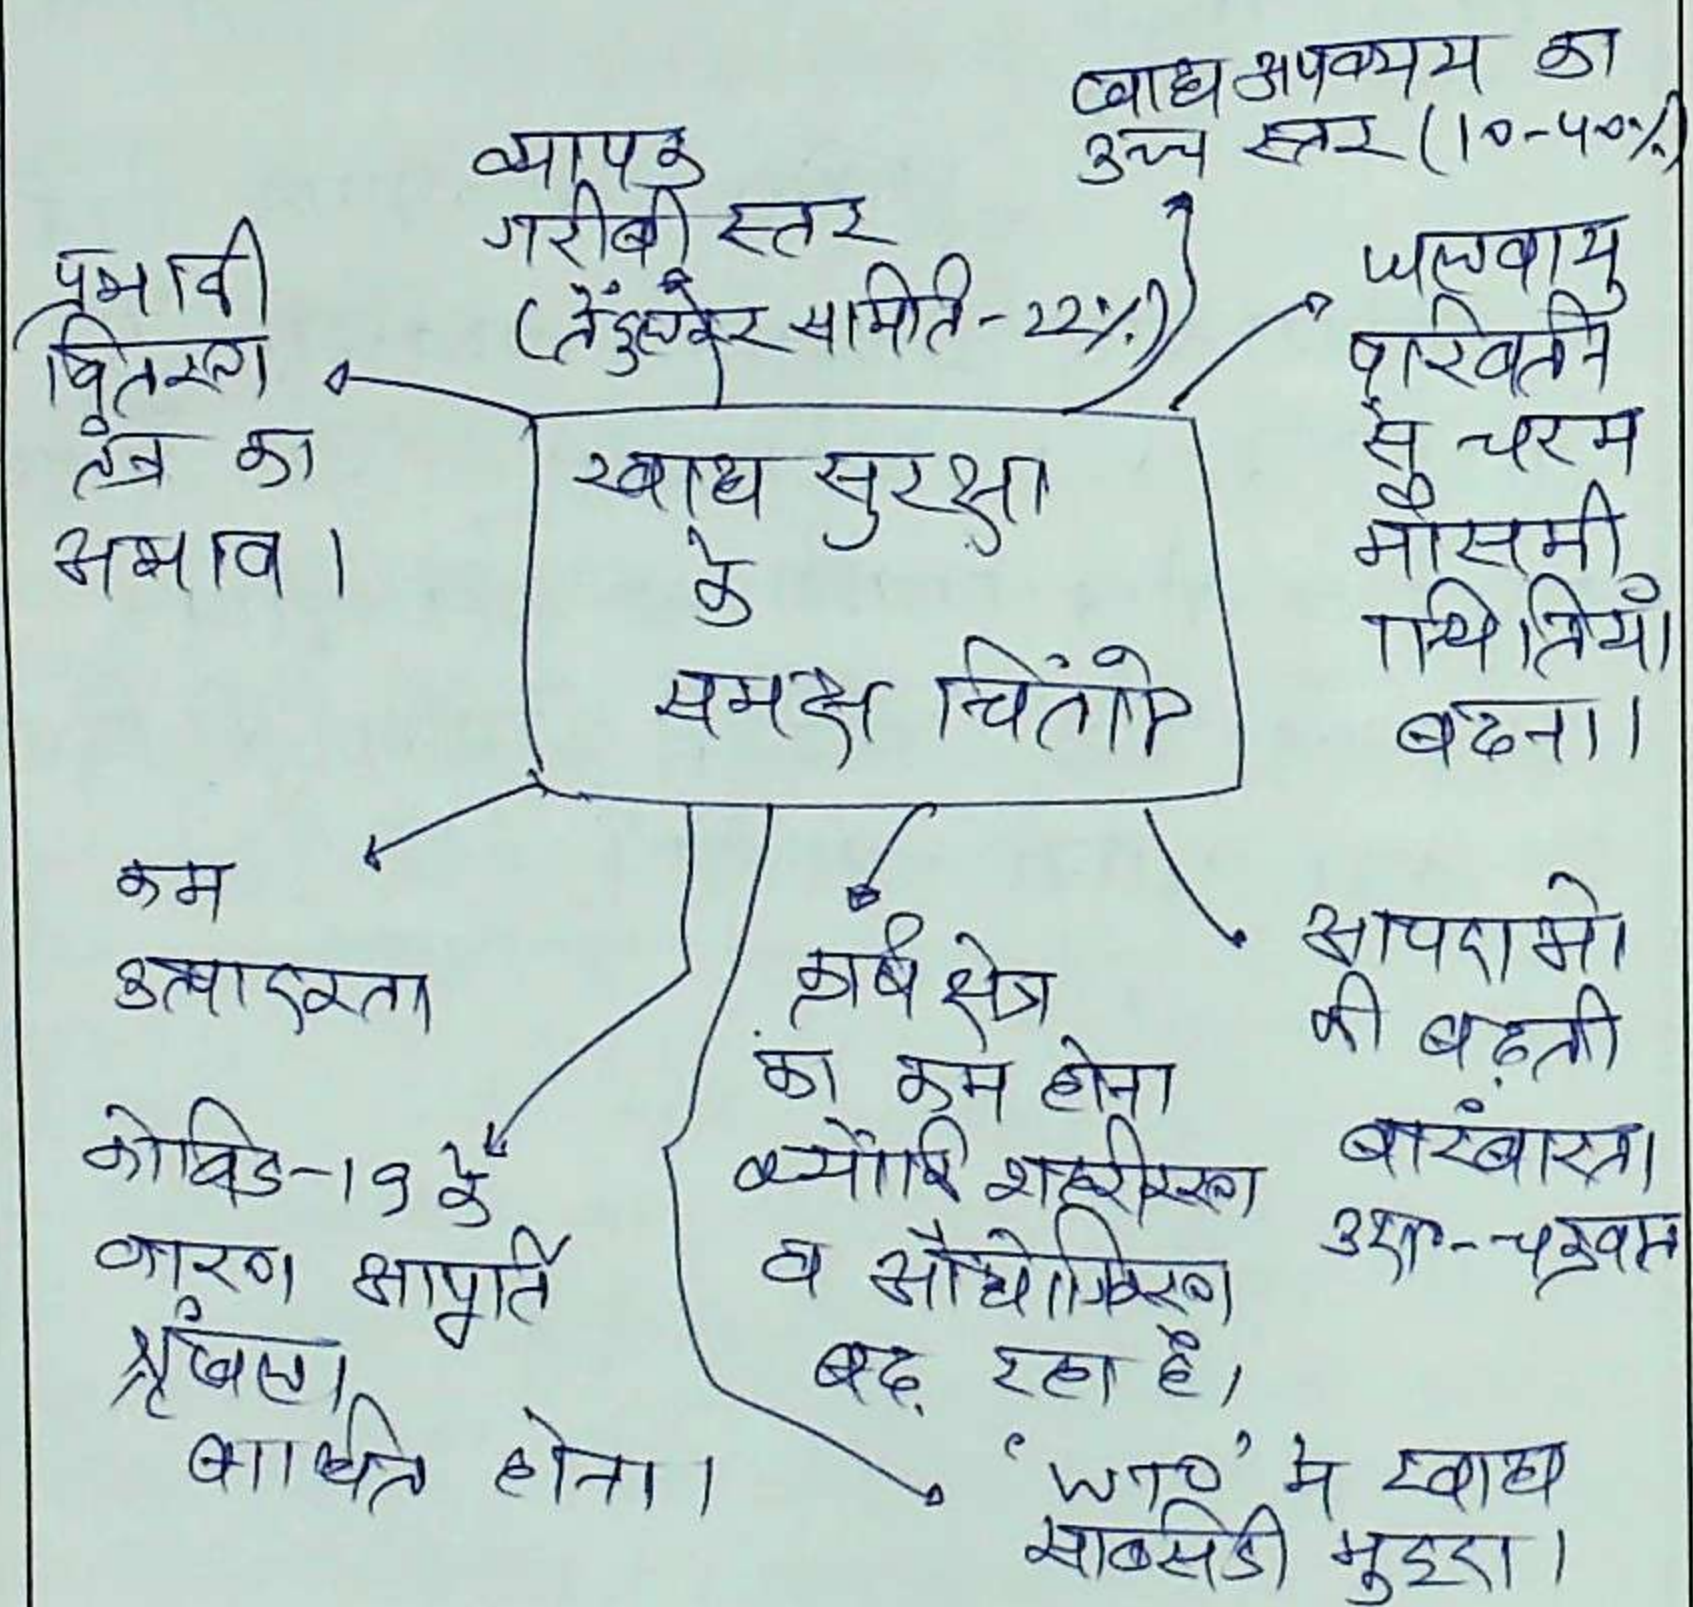 खाद्य अपव्यय का
उच्च स्तर (10-40%)
व्यापक
गरीबी स्तर
(तेंदुलकर समिति-22%)
प्रभावी
वितरण
तंत्र का
अभाव।
जलवायु
परिवर्तन
से चरम
मौसमी
स्थितियाँ
बढना।
खाद्य सुरक्षा
के
समक्ष चिंताएँ
कम
उत्पादकता
कोविड-19 के
कारण आपूर्ति
श्रृंखला
बाधित होना।
कृषि क्षेत्र
का कम होना
क्योंकि शहरीकरण
व औद्योगिकरण
बढ़ रहा है।
आपदाओं
की बढ़ती
बारंबारता
उदा०-चक्रवात
'WTO' में खाद्य
सब्सिडी मुद्दा।